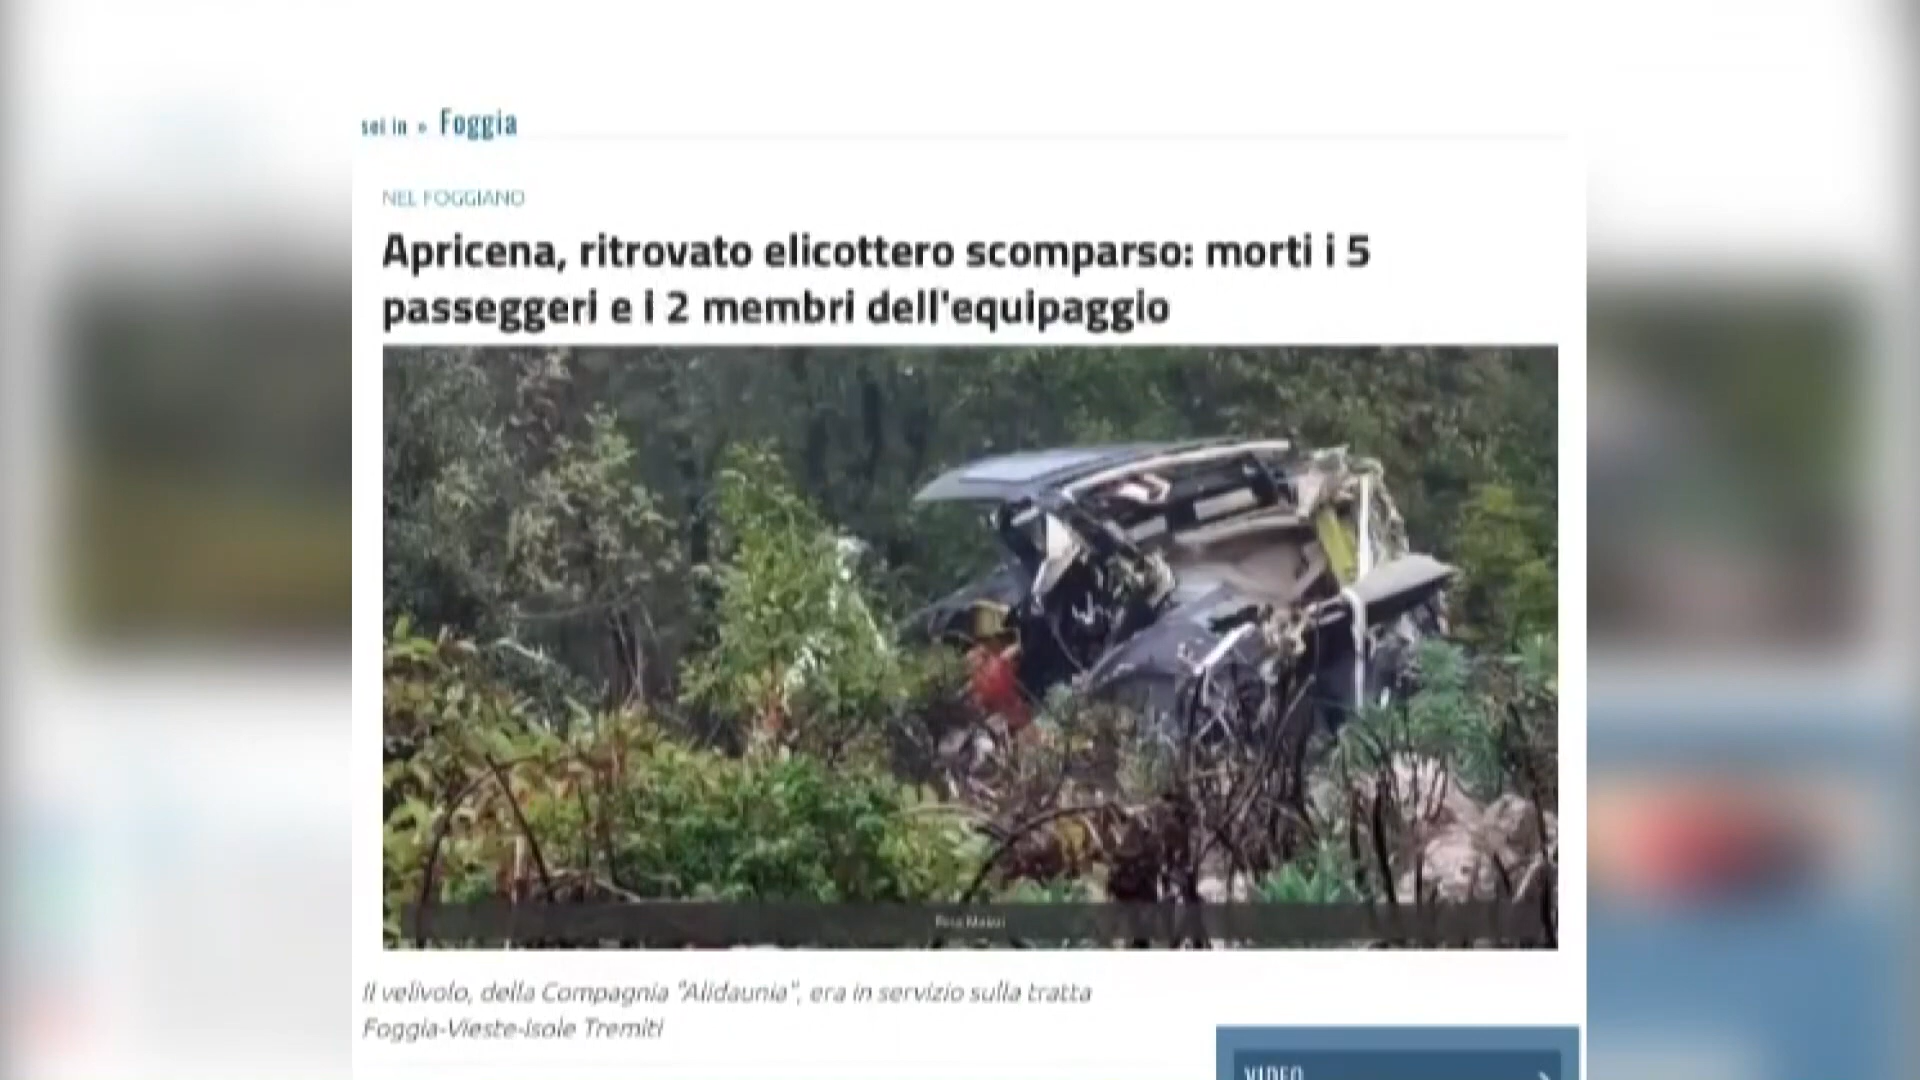 sei in » Foggia
NEL FOGGIANO
Apricena, ritrovato elicottero scomparso: morti i 5
passeggeri e i 2 membri dell'equipaggio
Il velivolo, della Compagnia "Alidaunia", era in servizio sulla tratta
Foggia-Vieste-Isole Tremiti
VIDEO